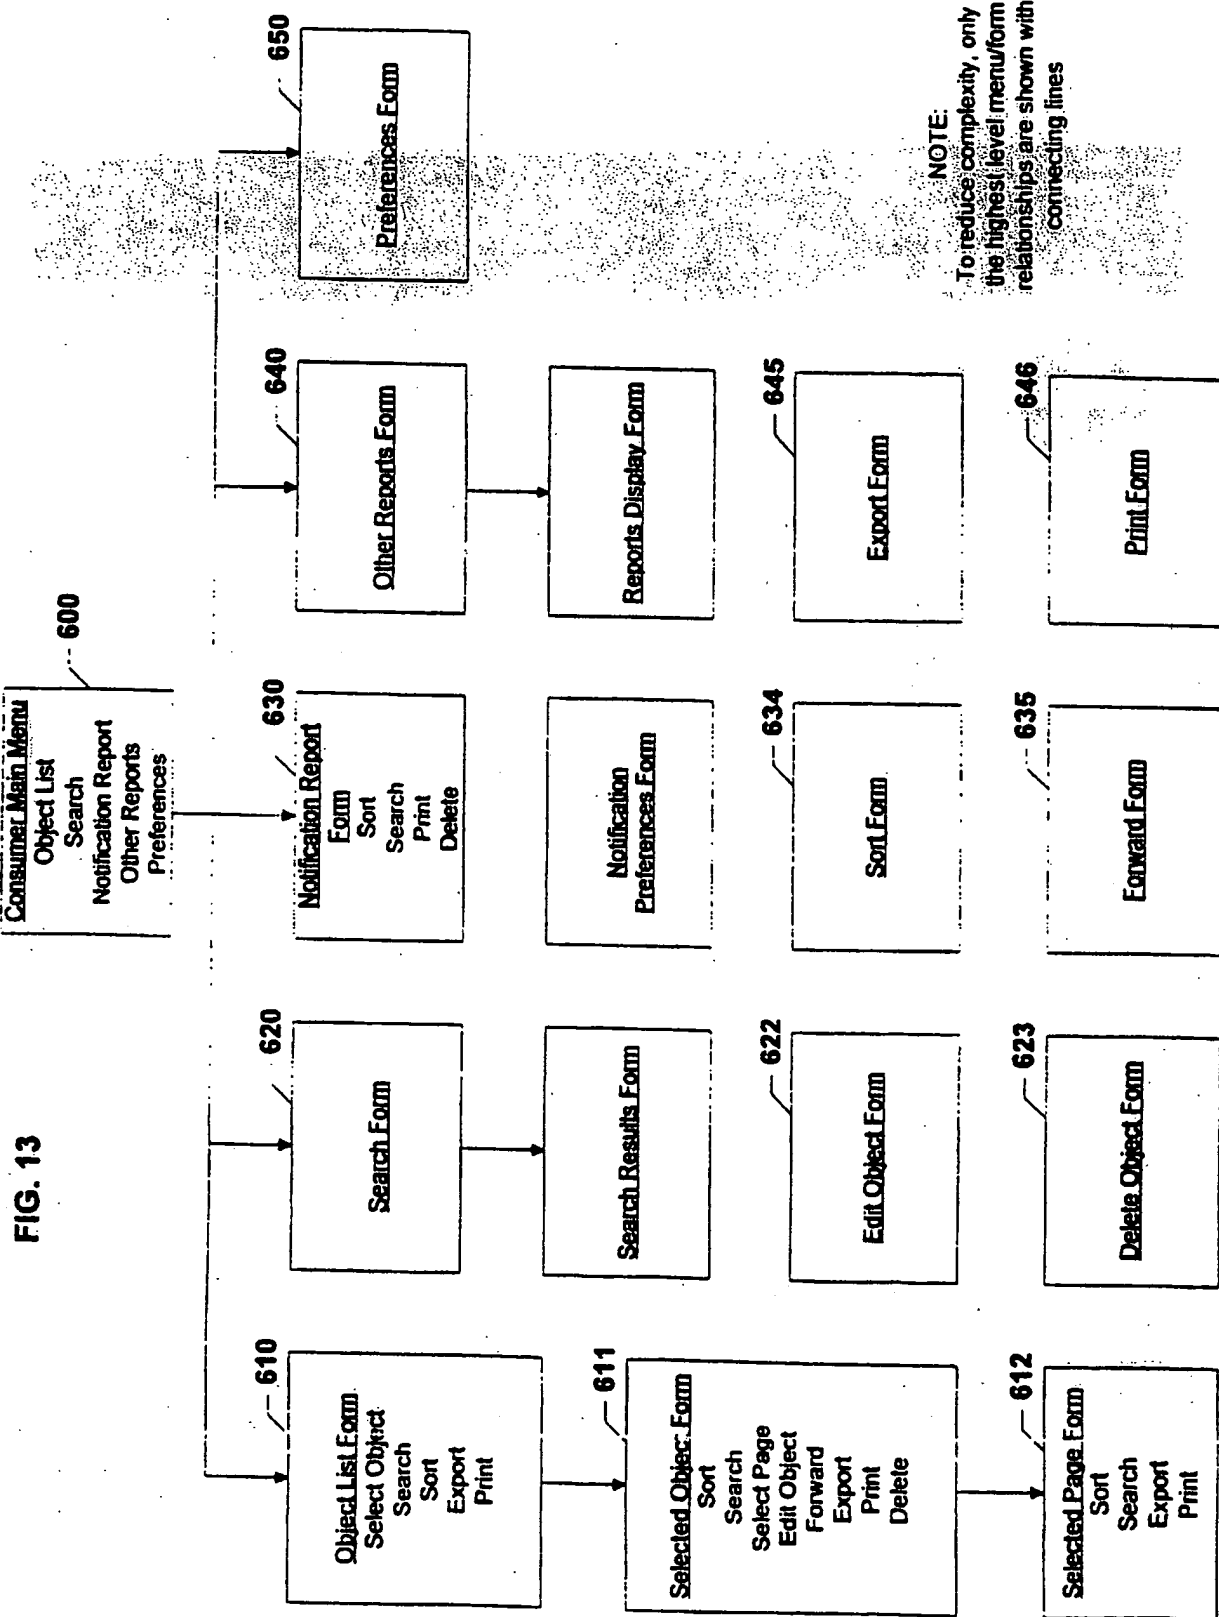 FIG. 13
Consumer Main Menu
Object List
Search
Notification Report
Other Reports
Preferences
600
610
Object List Form
Select Object
Search
Sort
Export
Print
620
Search Form
630
Notification Report
Form
Sort
Search
Print
Delete
640
Other Reports Form
650
Preferences Form
611
Selected Object Form
Sort
Search
Select Page
Edit Object
Forward
Export
Print
Delete
Search Results Form
Notification
Preferences Form
Reports Display Form
622
Edit Object Form
634
Sort Form
645
Export Form
612
Selected Page Form
Sort
Search
Export
Print
623
Delete Object Form
635
Forward Form
646
Print Form
NOTE:
To reduce complexity, only
the highest level menu/form
relationships are shown with
connecting lines